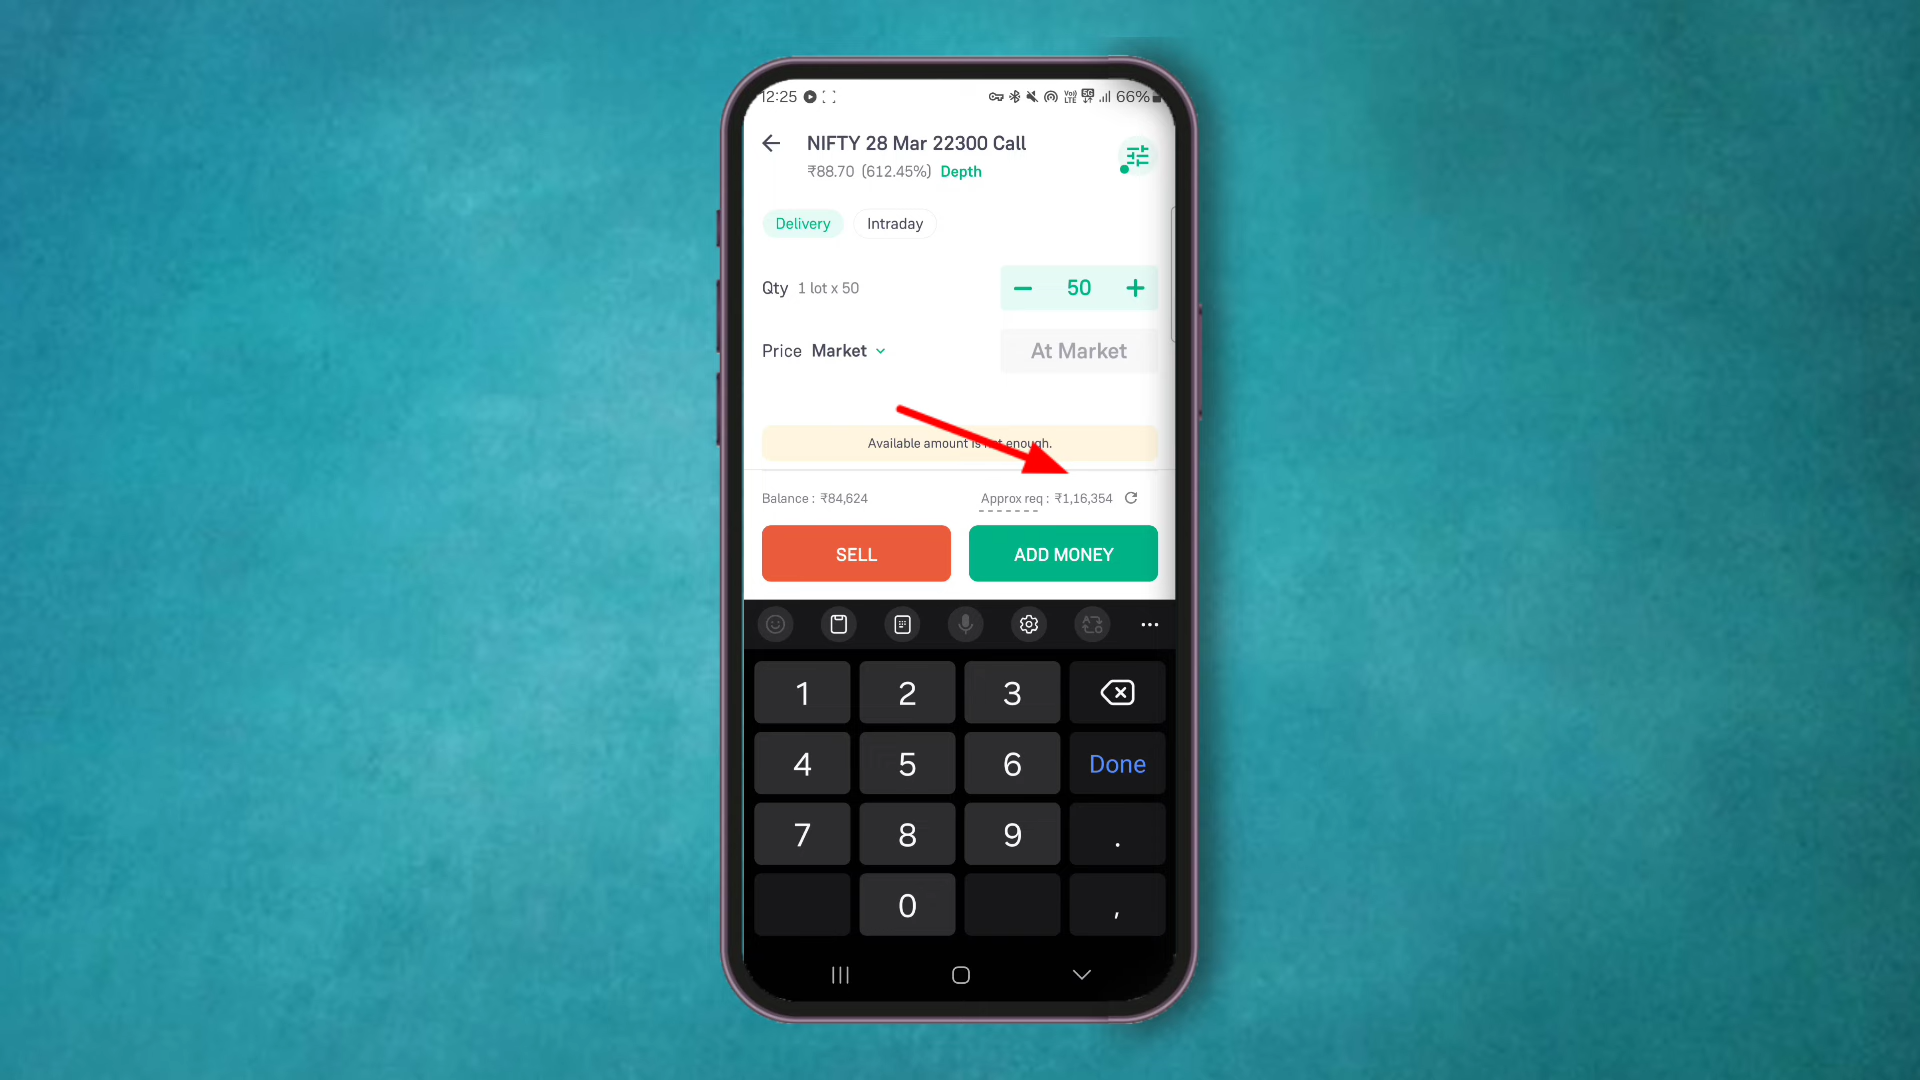 12:25 66%
NIFTY 28 Mar 22300 Call
₹88.70 (612.45%) Depth
Delivery Intraday
Qty 1 lot x 50 − 50 +
Price Market At Market
Available amount is not enough.
Balance : ₹84,624 Approx req : ₹1,16,354
SELL ADD MONEY
1 2 3
4 5 6 Done
7 8 9 .
0 ,